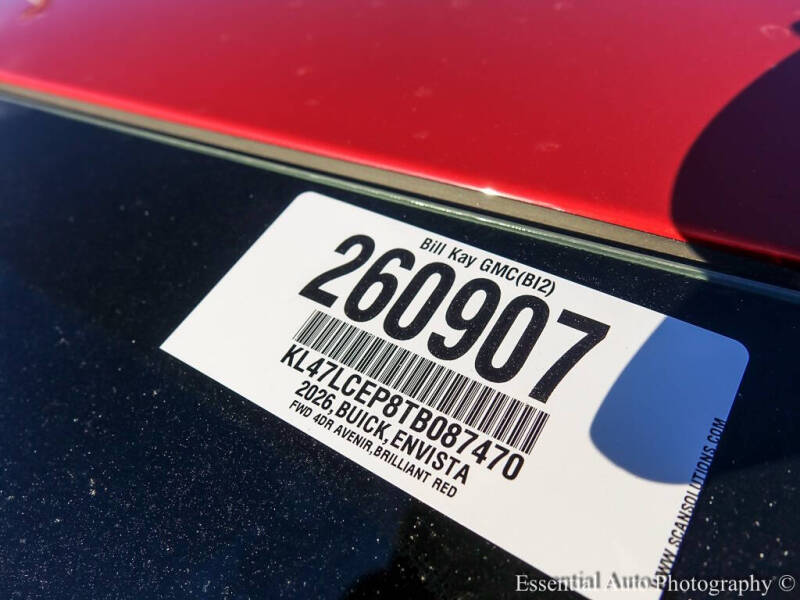 Bill Kay GMC(BI2)
260907
KL47LCEP8TB087470
2026,BUICK,ENVISTA
FWD 4DR AVENIR,BRILLIANT RED
WWW.SCANSOLUTIONS.COM
Essential Auto Photography ©